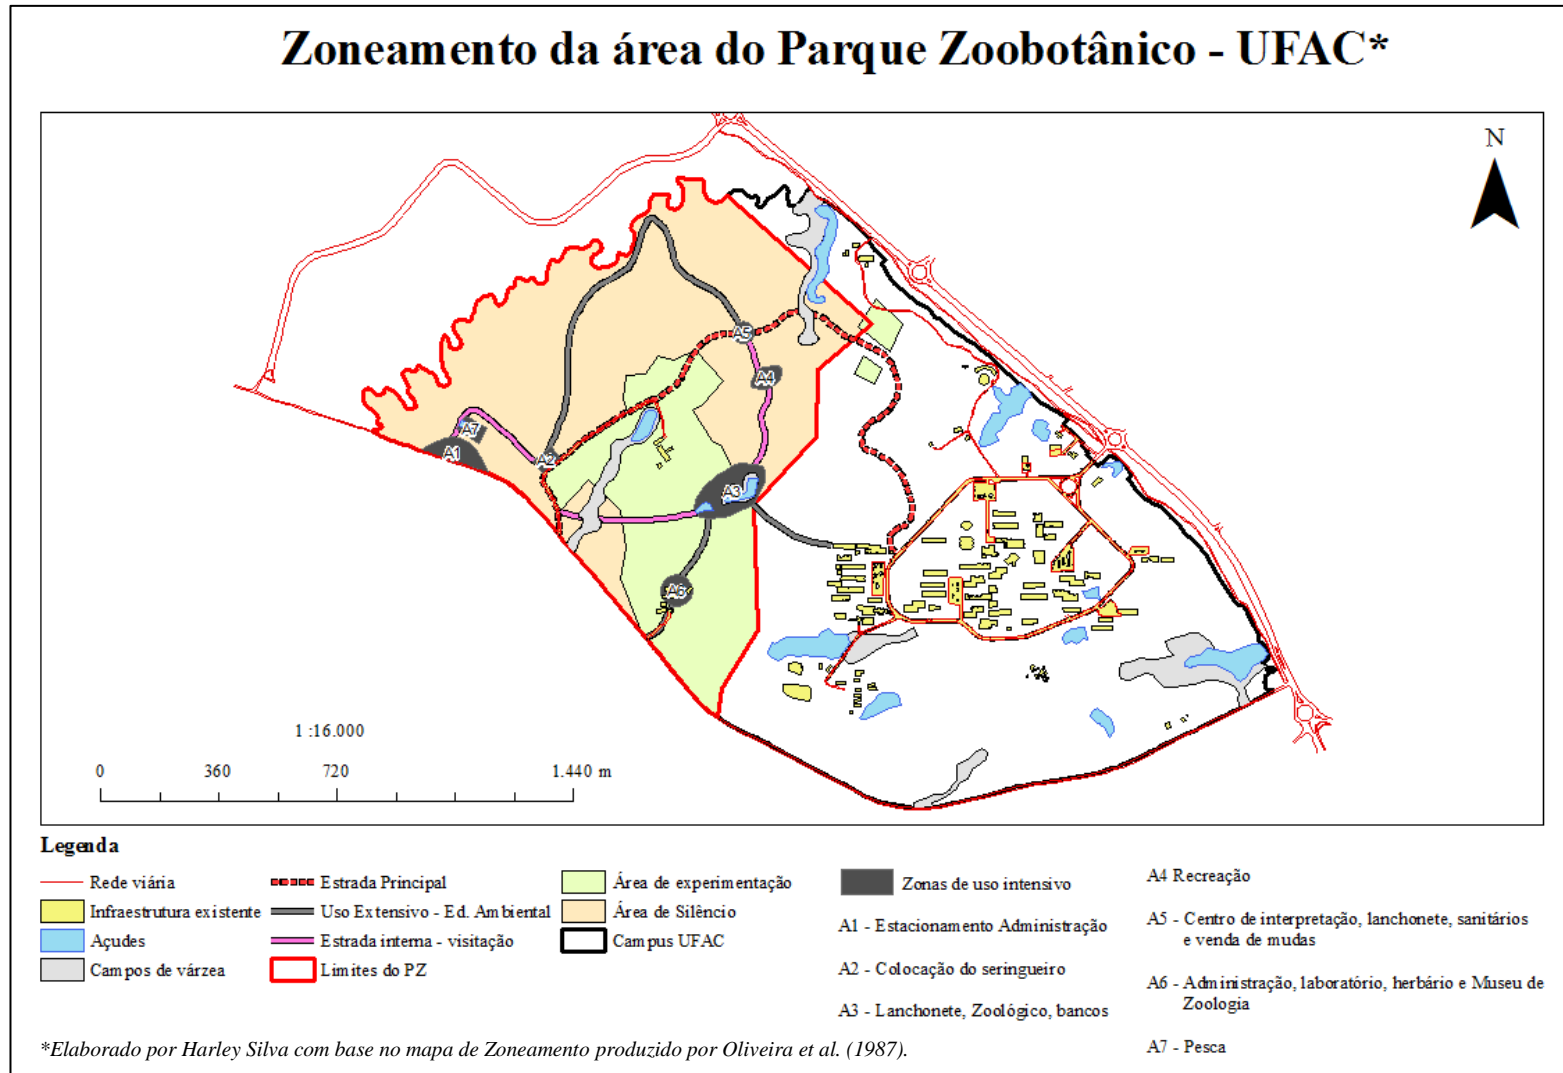 Zoneamento da área do Parque Zoobotânico - UFAC*
N
A5
A4
A7
A1
A2
A3
A6
1 :16.000
0 360 720 1.440 m
Legenda
Rede viária
Infraestrutura existente
Açudes
Campos de várzea
Estrada Principal
Uso Extensivo - Ed. Ambiental
Estrada interna - visitação
Limites do PZ
Área de experimentação
Área de Silêncio
Campus UFAC
Zonas de uso intensivo
A1 - Estacionamento Administração
A2 - Colocação do seringueiro
A3 - Lanchonete, Zoológico, bancos
A4 Recreação
A5 - Centro de interpretação, lanchonete, sanitários
e venda de mudas
A6 - Administração, laboratório, herbário e Museu de
Zoologia
A7 - Pesca
*Elaborado por Harley Silva com base no mapa de Zoneamento produzido por Oliveira et al. (1987).